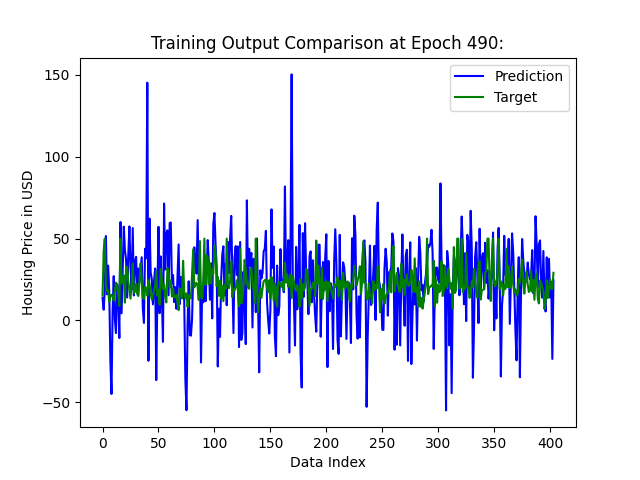 Training Output Comparison at Epoch 490:
Prediction
Target
Housing Price in USD
150
100
50
0
−50
0
50
100
150
200
250
300
350
400
Data Index